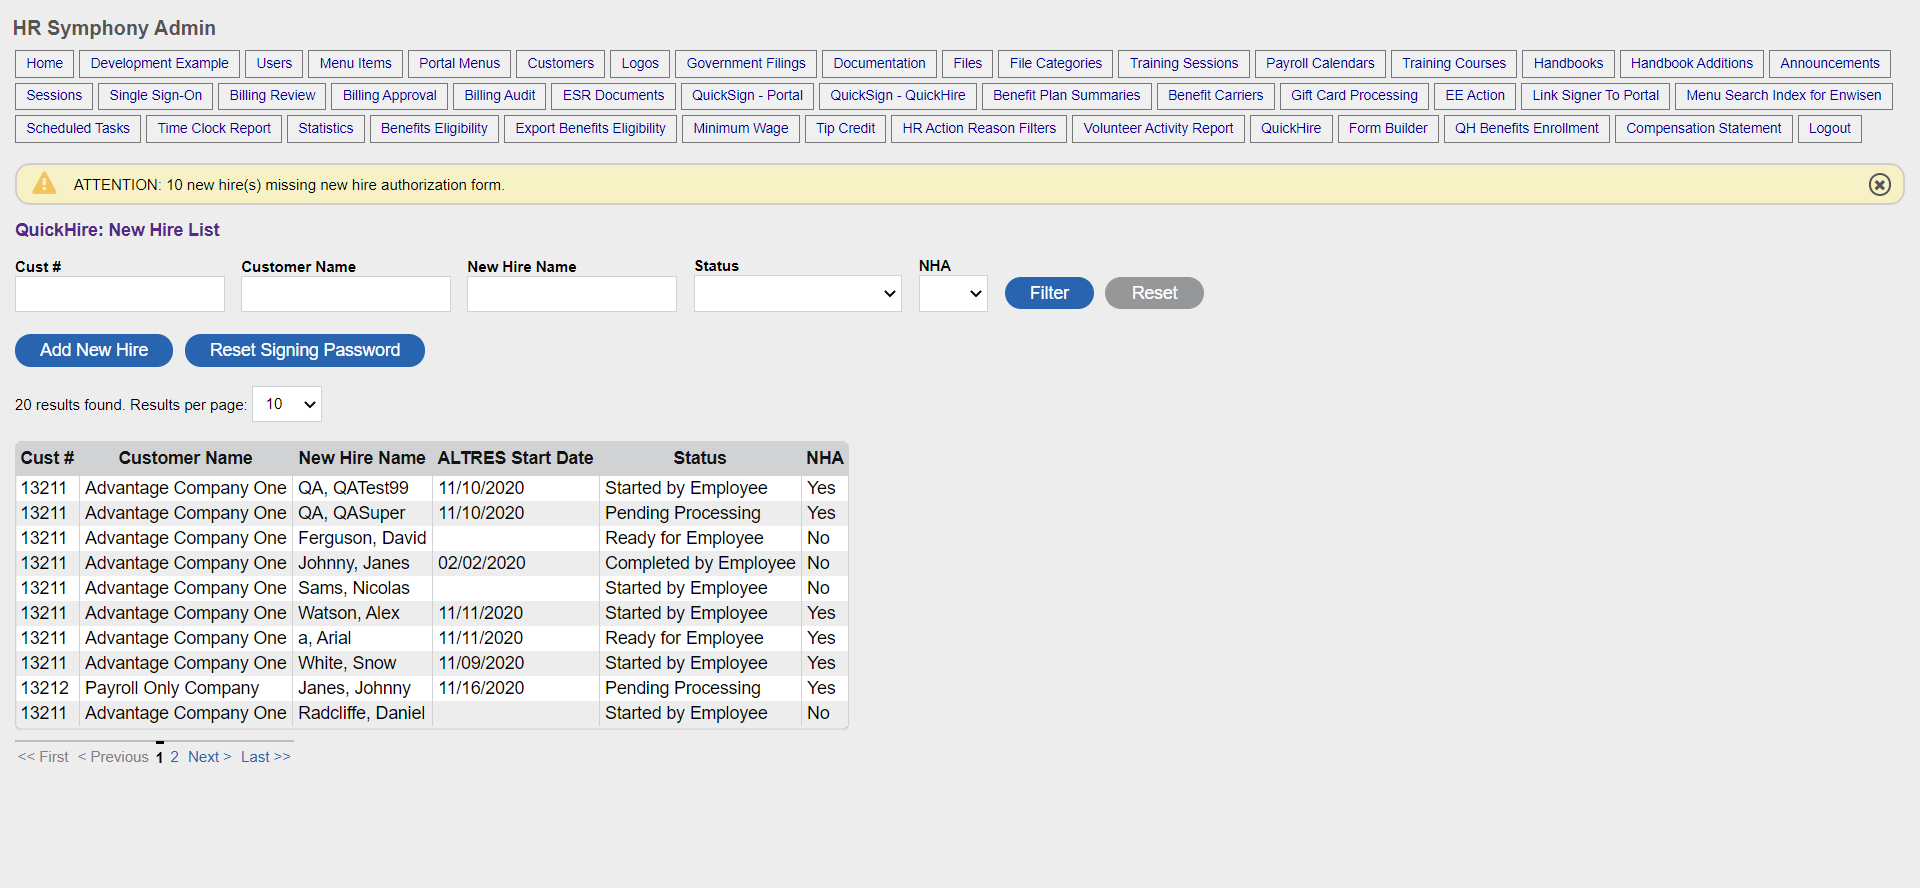 HR Symphony Admin
Home Development Example Users Menu Items Portal Menus Customers Logos Government Filings Documentation Files File Categories Training Sessions Payroll Calendars Training Courses Handbooks Handbook Additions Announcements
Sessions Single Sign-On Billing Review Billing Approval Billing Audit ESR Documents QuickSign - Portal QuickSign - QuickHire Benefit Plan Summaries Benefit Carriers Gift Card Processing EE Action Link Signer To Portal Menu Search Index for Enwisen
Scheduled Tasks Time Clock Report Statistics Benefits Eligibility Export Benefits Eligibility Minimum Wage Tip Credit HR Action Reason Filters Volunteer Activity Report QuickHire Form Builder QH Benefits Enrollment Compensation Statement Logout
ATTENTION: 10 new hire(s) missing new hire authorization form.
QuickHire: New Hire List
Cust # Customer Name New Hire Name Status NHA
Filter Reset
Add New Hire Reset Signing Password
20 results found. Results per page: 10
Cust # Customer Name New Hire Name ALTRES Start Date Status NHA
13211 Advantage Company One QA, QATest99 11/10/2020 Started by Employee Yes
13211 Advantage Company One QA, QASuper 11/10/2020 Pending Processing Yes
13211 Advantage Company One Ferguson, David Ready for Employee No
13211 Advantage Company One Johnny, Janes 02/02/2020 Completed by Employee No
13211 Advantage Company One Sams, Nicolas Started by Employee No
13211 Advantage Company One Watson, Alex 11/11/2020 Started by Employee Yes
13211 Advantage Company One a, Arial 11/11/2020 Ready for Employee Yes
13211 Advantage Company One White, Snow 11/09/2020 Started by Employee Yes
13212 Payroll Only Company Janes, Johnny 11/16/2020 Pending Processing Yes
13211 Advantage Company One Radcliffe, Daniel Started by Employee No
<< First < Previous 1 2 Next > Last >>